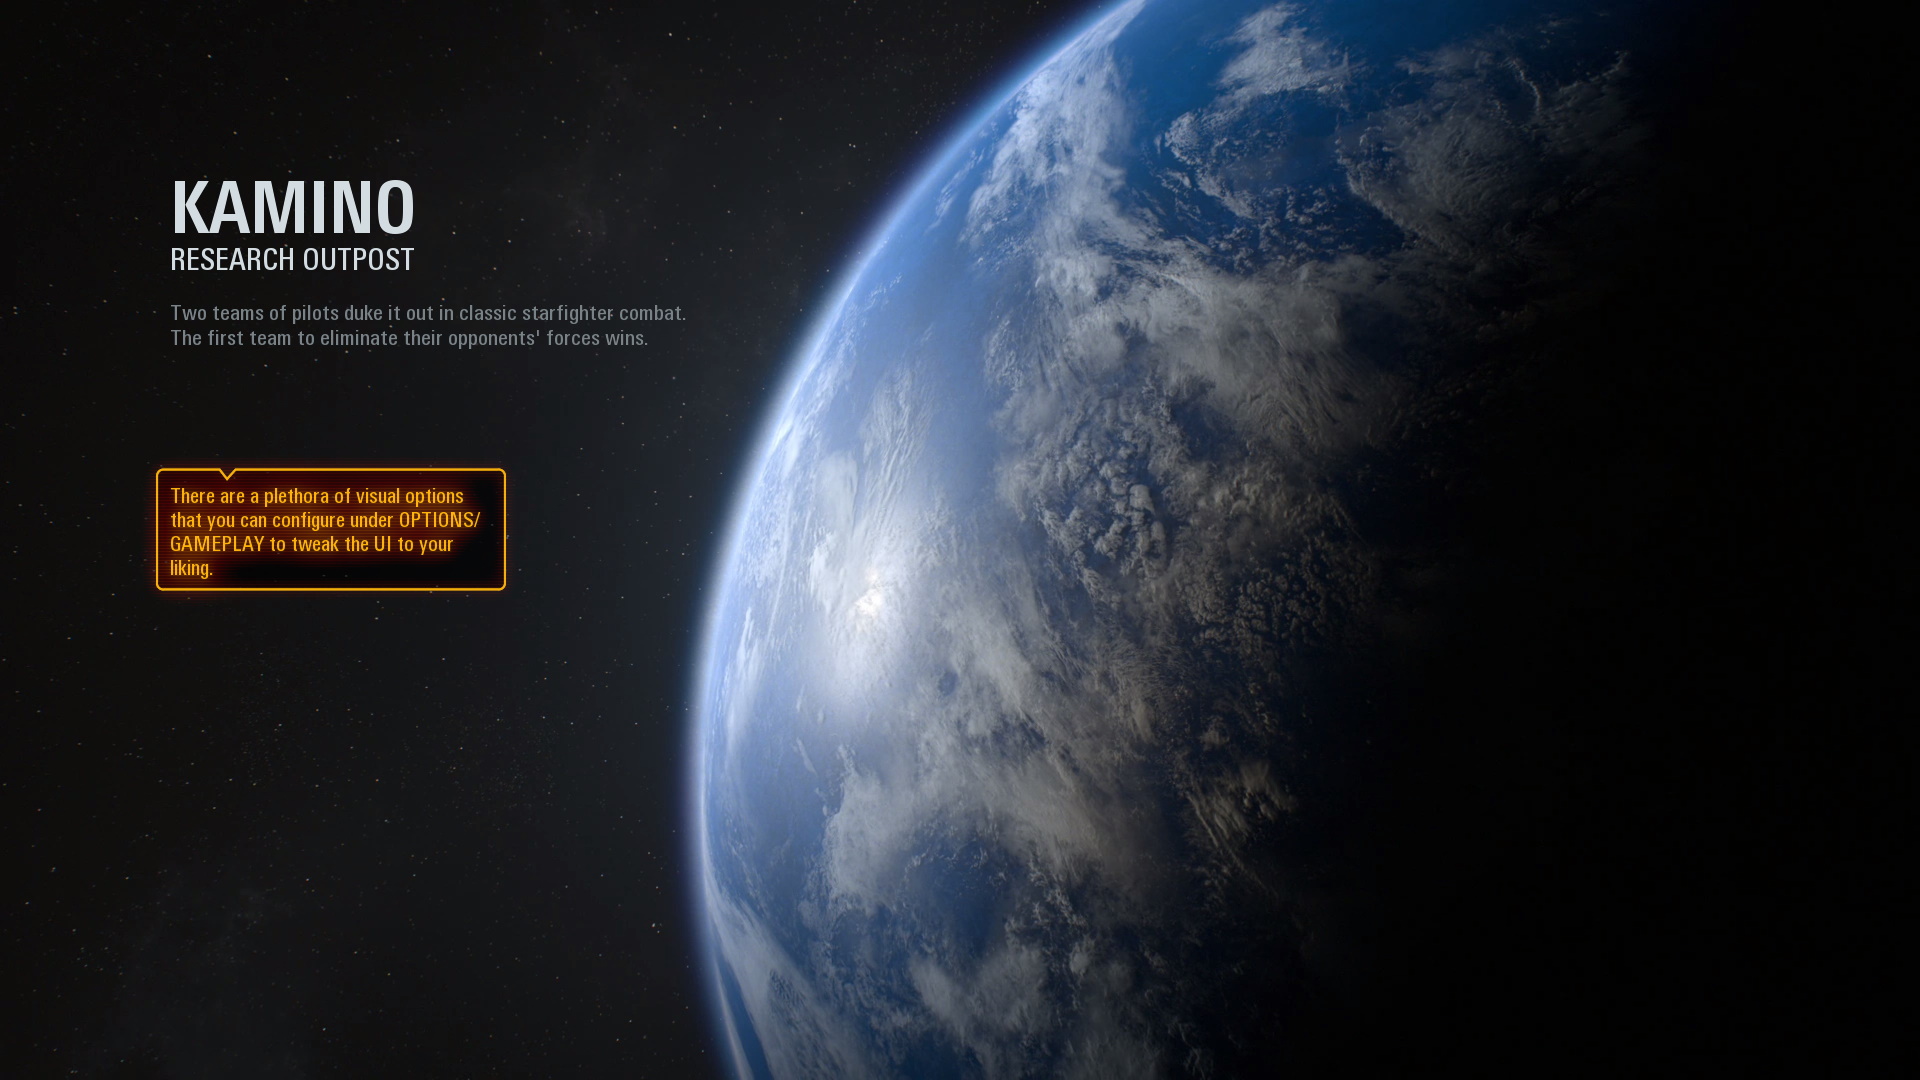 KAMINO
RESEARCH OUTPOST
Two teams of pilots duke it out in classic starfighter combat.
The first team to eliminate their opponents' forces wins.
There are a plethora of visual options
that you can configure under OPTIONS/
GAMEPLAY to tweak the UI to your
liking.